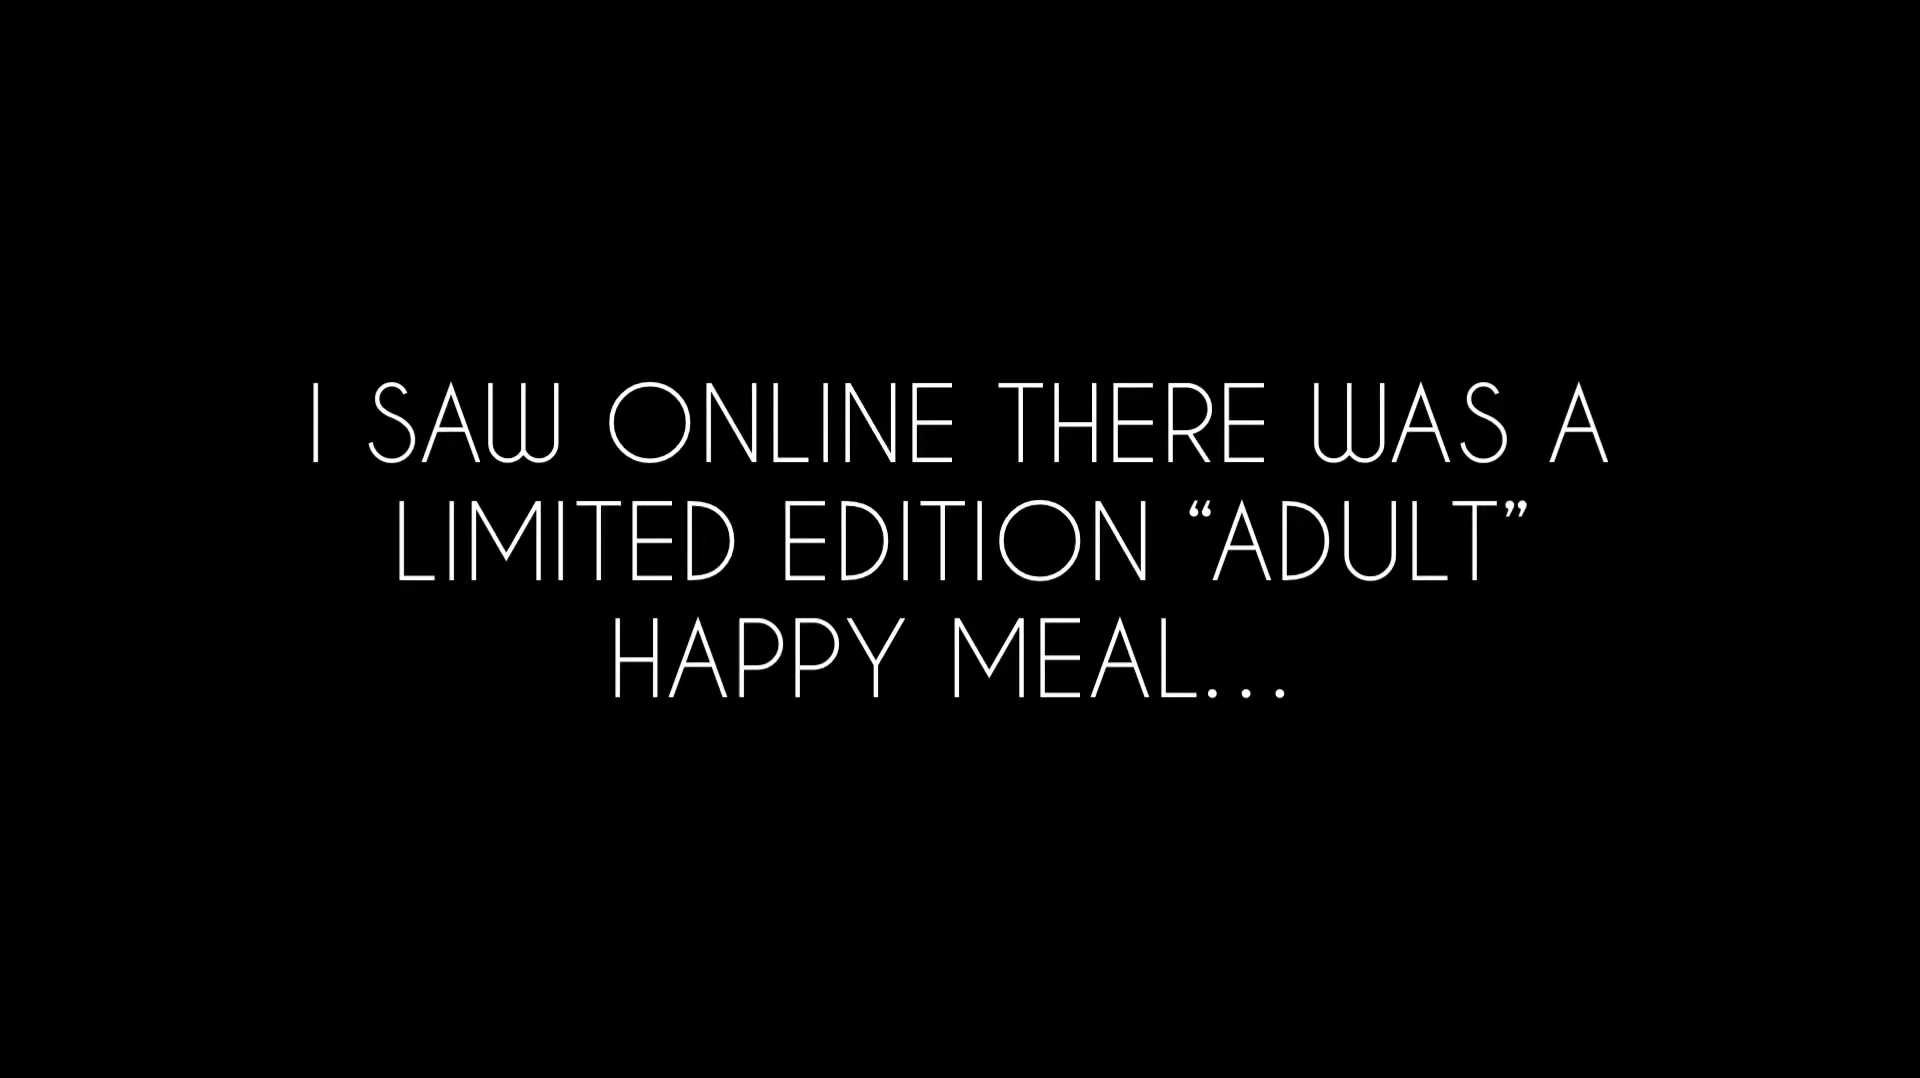 I SAW ONLINE THERE WAS A
LIMITED EDITION “ADULT”
HAPPY MEAL...